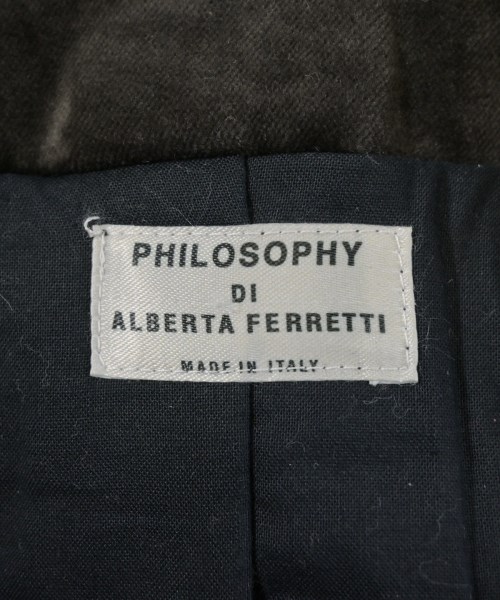 PHILOSOPHY
DI
ALBERTA FERRETTI
MADE IN ITALY